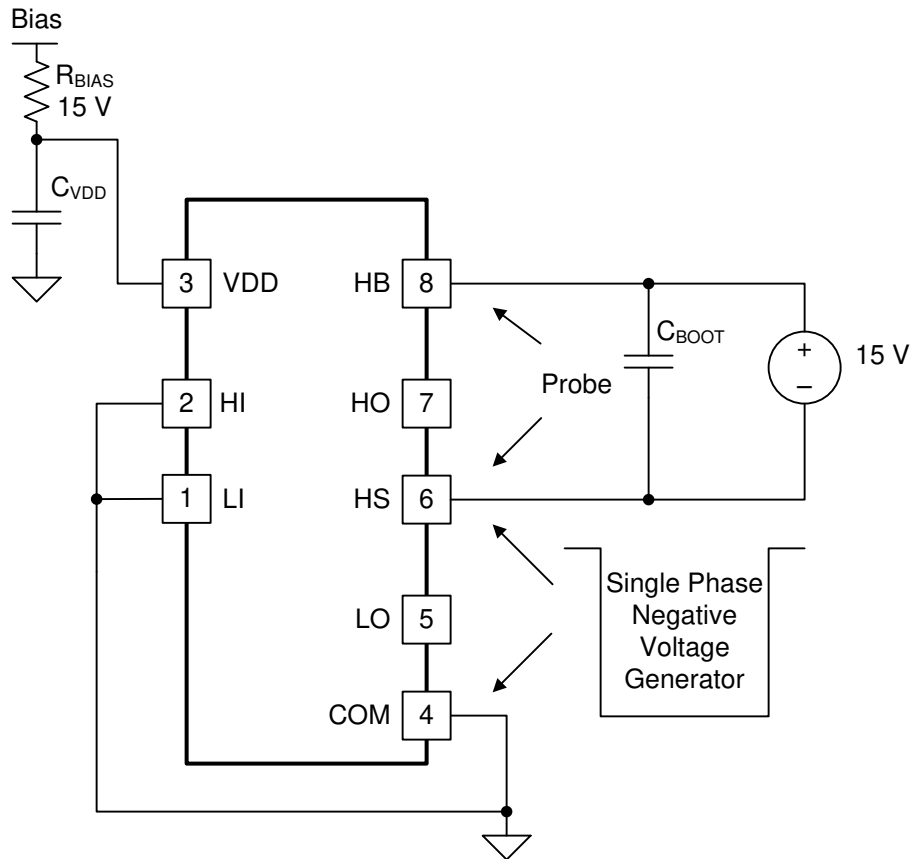 Bias
RBIAS
15 V
CVDD
3 VDD
HB 8
CBOOT
+
–
15 V
Probe
2 HI
HO 7
1 LI
HS 6
Single Phase
Negative
Voltage
Generator
LO 5
COM 4